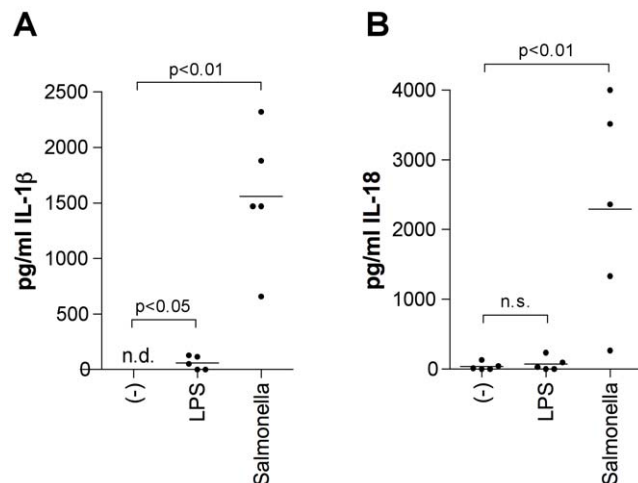 A
p<0.01
pg/ml IL-1β
2500
2000
1500
1000
500
0
p<0.05
n.d.
(-)
LPS
Salmonella
B
p<0.01
pg/ml IL-18
4000
3000
2000
1000
0
n.s.
(-)
LPS
Salmonella